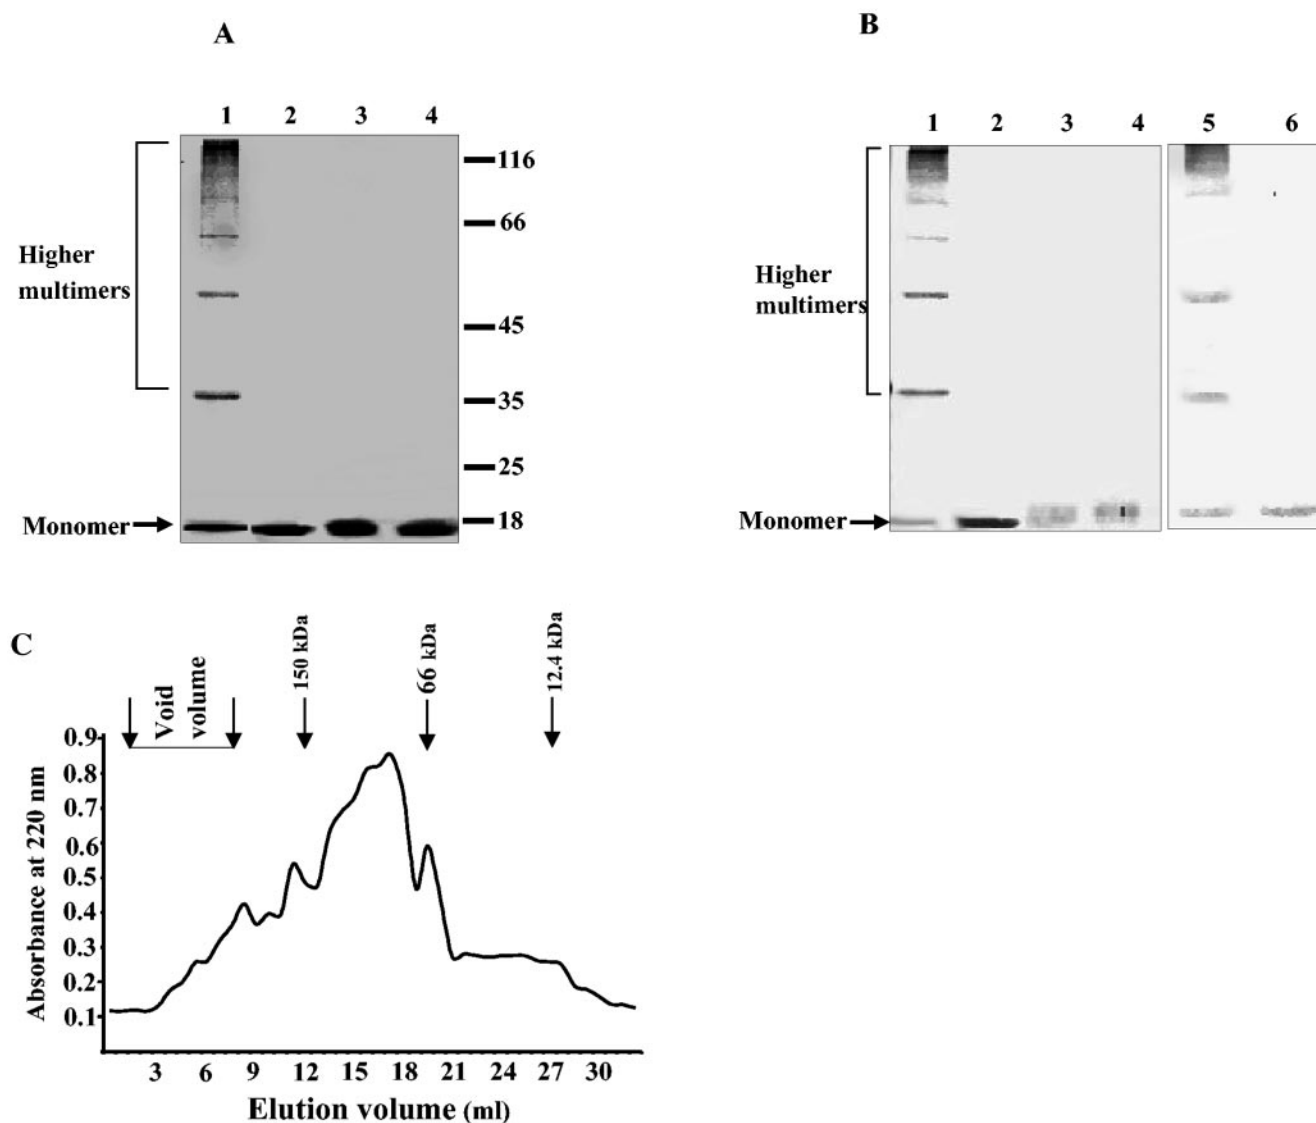 A
1 2 3 4
Higher
multimers
Monomer
116
66
45
35
25
18
B
1 2 3 4 5 6
Higher
multimers
Monomer
C
Void
volume
150 kDa
66 kDa
12.4 kDa
Absorbance at 220 nm
0.9
0.8
0.7
0.6
0.5
0.4
0.3
0.2
0.1
3 6 9 12 15 18 21 24 27 30
Elution volume (ml)